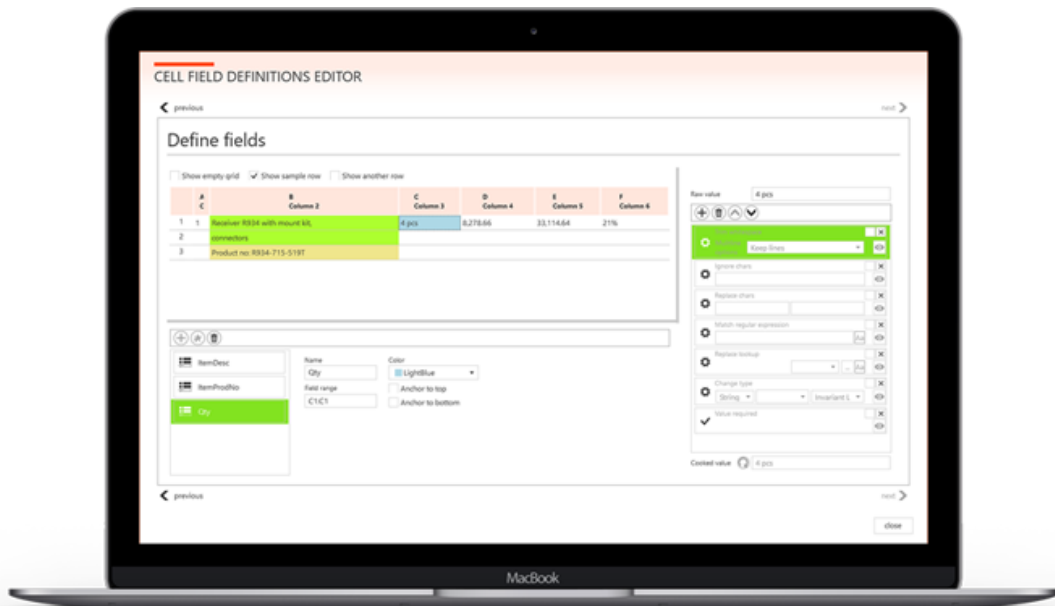 CELL FIELD DEFINITIONS EDITOR
previous
next
Define fields
Show empty grid Show sample row Show another row
A B C D E F
C Column 2 Column 3 Column 4 Column 5 Column 6
1 1 Receiver R934 with mount kit, 4 pcs 8,278.66 33,114.64 21%
2 connectors
3 Product no: R934-715-519T
ItemDesc
ItemProdNo
Qty
Name
Qty
Field range
C1:C1
Color
LightBlue
Anchor to top
Anchor to bottom
Raw value 4 pcs
Keep lines
Ignore chars
Replace chars
Match regular expression
Aa
Replace lookup
... Aa
Change type
String Invariant L
Value required
Cooked value 4 pcs
previous
next
close
MacBook